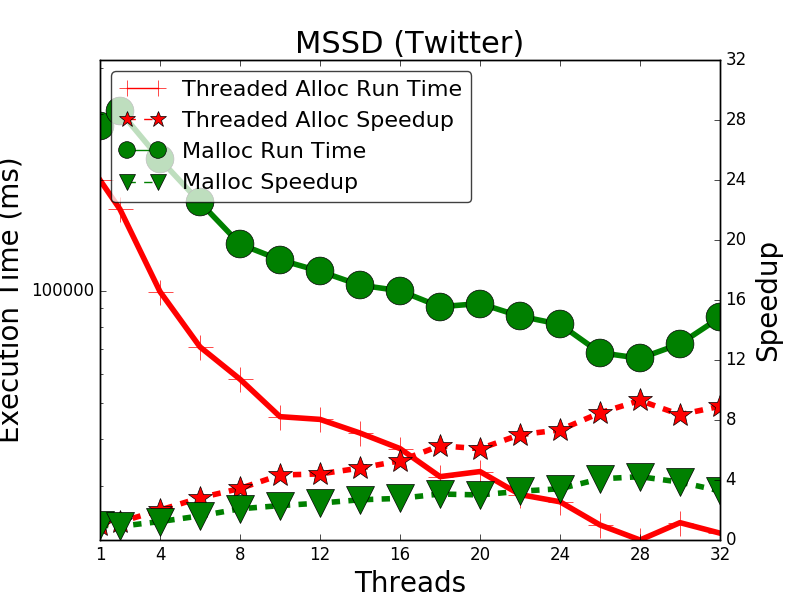 MSSD (Twitter)
Threaded Alloc Run Time
Threaded Alloc Speedup
Malloc Run Time
Malloc Speedup
Execution Time (ms)
100000
Speedup
32
28
24
20
16
12
8
4
0
1 4 8 12 16 20 24 28 32
Threads